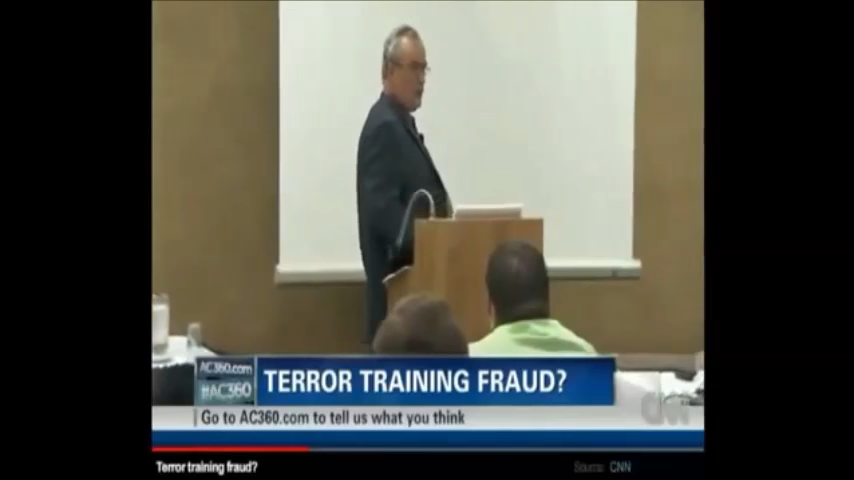 AC360.com
#AC360
TERROR TRAINING FRAUD?
Go to AC360.com to tell us what you think
CNN
Terror training fraud?
Source: CNN